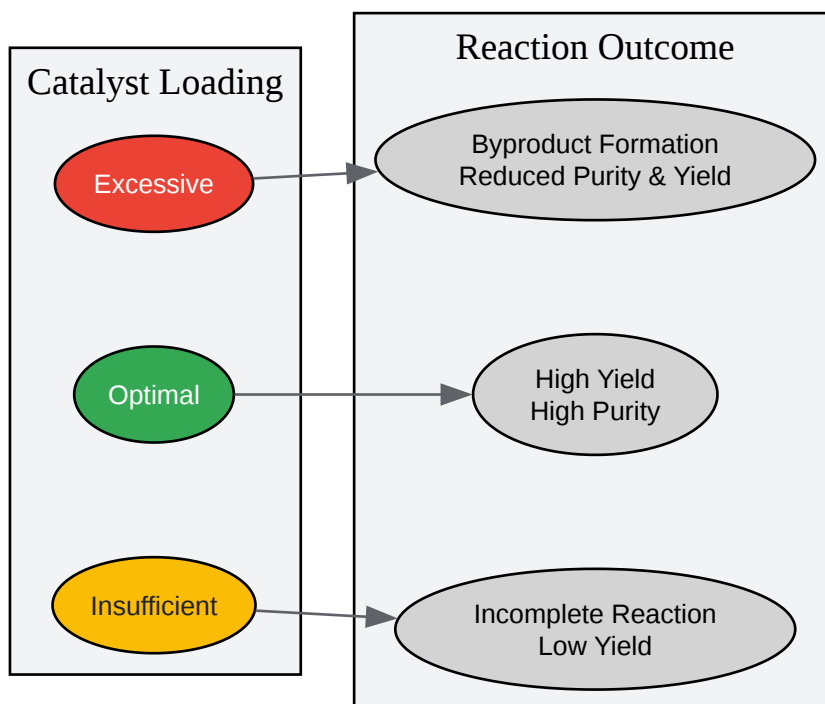 Catalyst Loading
Excessive
Optimal
Insufficient
Reaction Outcome
Byproduct Formation
Reduced Purity & Yield
High Yield
High Purity
Incomplete Reaction
Low Yield